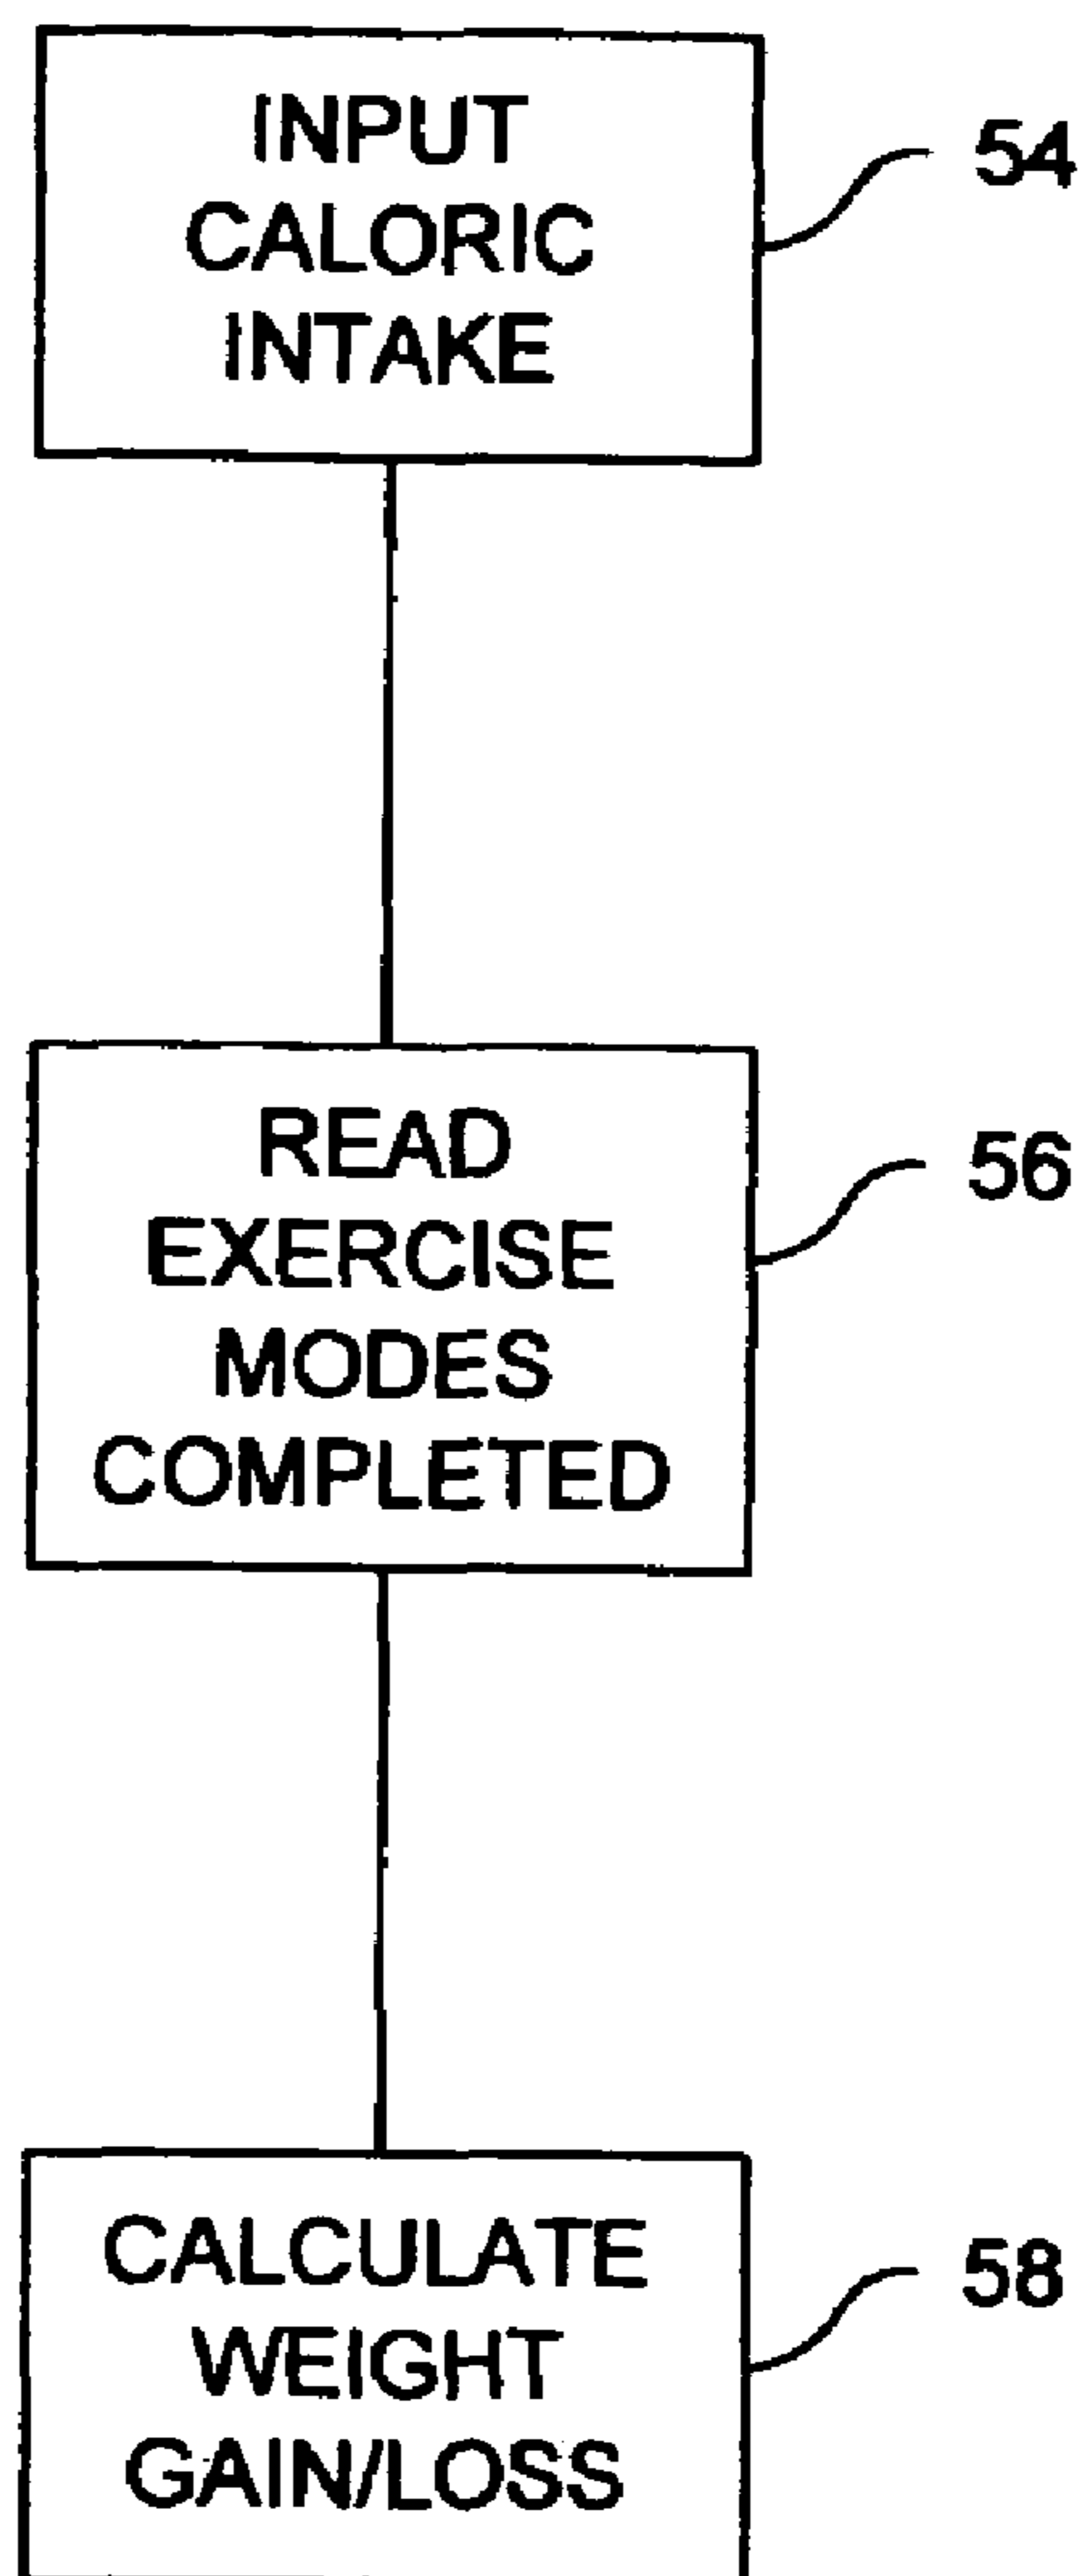 INPUT
CALORIC
INTAKE
54
READ
EXERCISE
MODES
COMPLETED
56
CALCULATE
WEIGHT
GAIN/LOSS
58